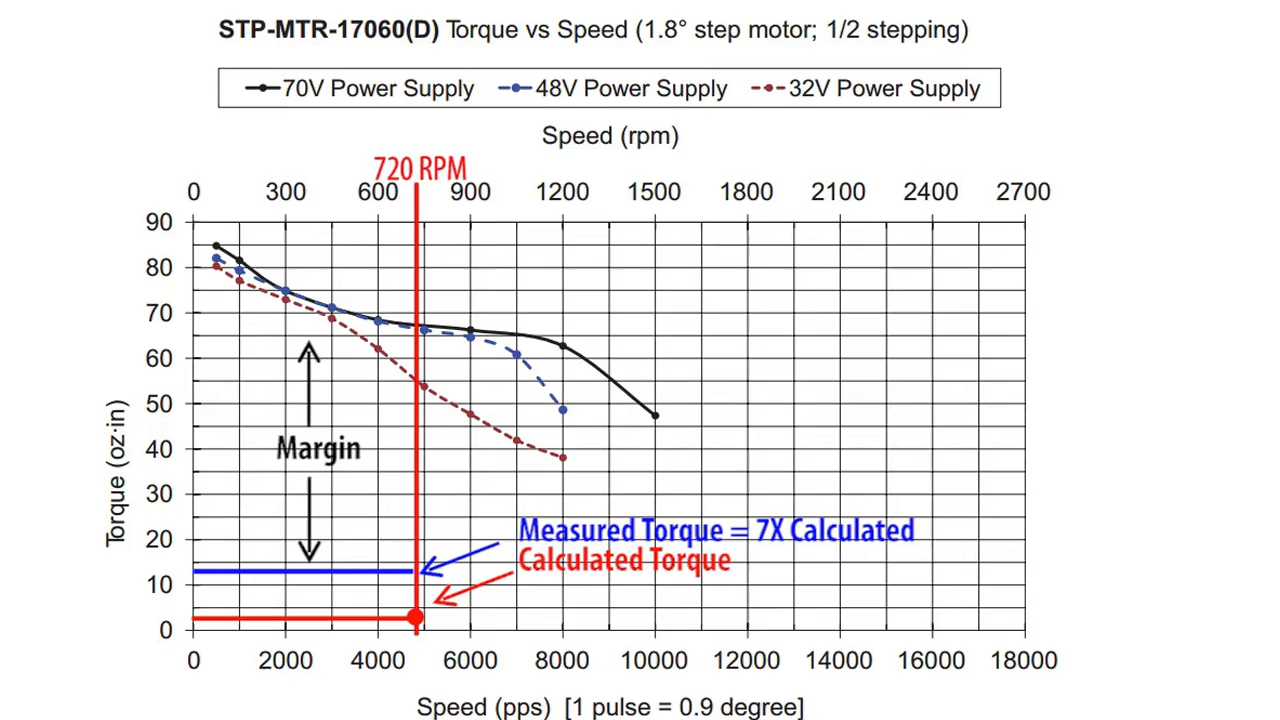 STP-MTR-17060(D) Torque vs Speed (1.8° step motor; 1/2 stepping)
70V Power Supply 48V Power Supply 32V Power Supply
Speed (rpm)
720 RPM
0 300 600 900 1200 1500 1800 2100 2400 2700
90
80
70
60
50
40
30
20
10
0
Torque (oz·in)
Margin
Measured Torque = 7X Calculated
Calculated Torque
0 2000 4000 6000 8000 10000 12000 14000 16000 18000
Speed (pps) [1 pulse = 0.9 degree]